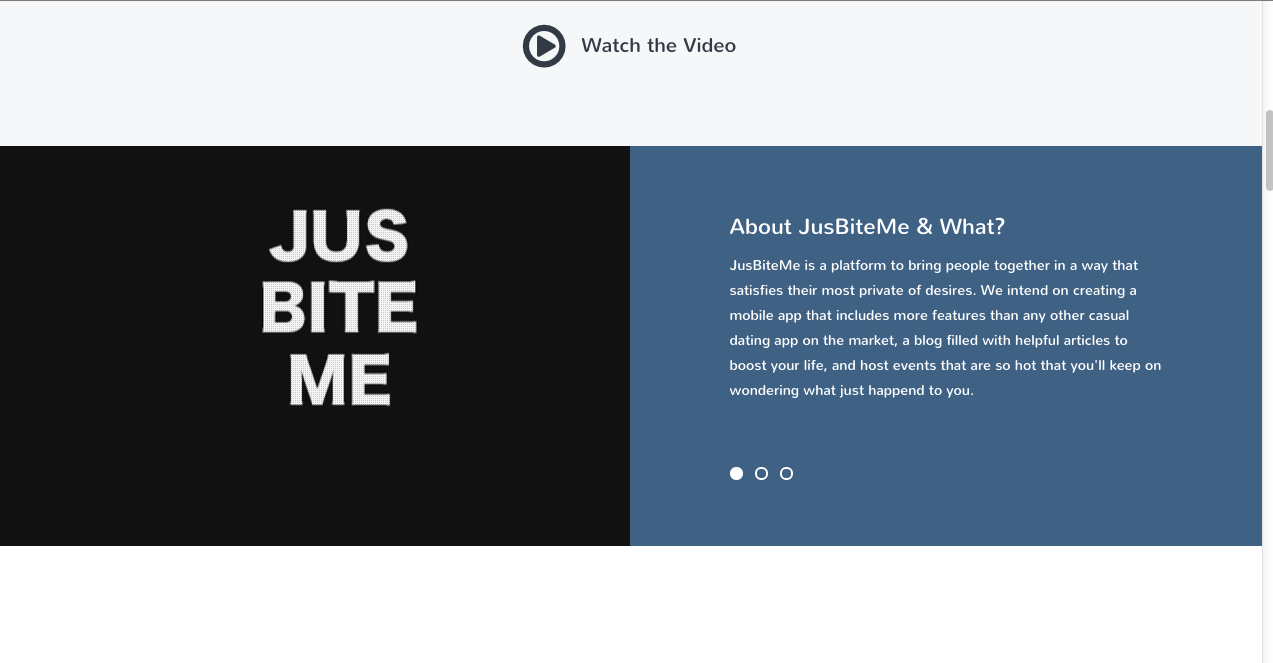 Watch the Video
JUS
BITE
ME
About JusBiteMe & What?
JusBiteMe is a platform to bring people together in a way that
satisfies their most private of desires. We intend on creating a
mobile app that includes more features than any other casual
dating app on the market, a blog filled with helpful articles to
boost your life, and host events that are so hot that you'll keep on
wondering what just happend to you.